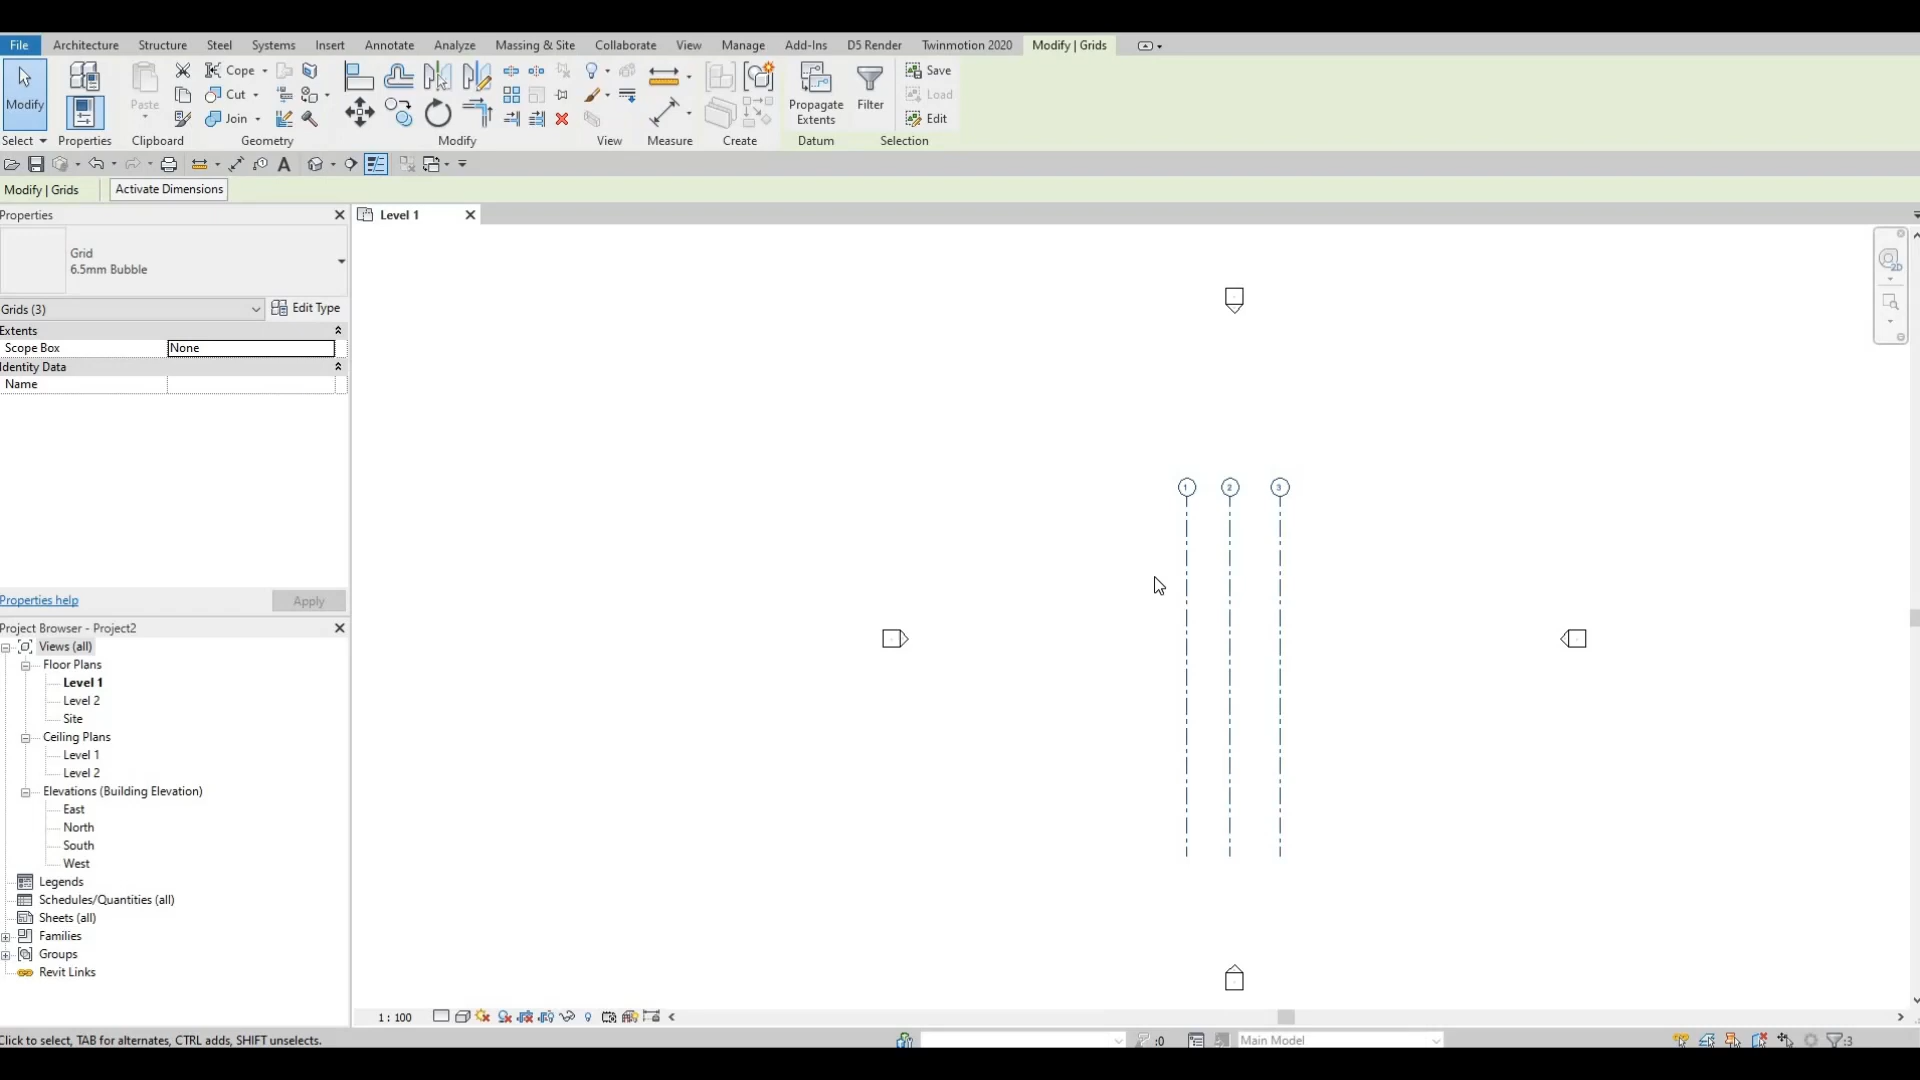 File Architecture Structure Steel Systems Insert Annotate Analyze Massing & Site Collaborate View Manage Add-Ins D5 Render Twinmotion 2020 Modify | Grids
Modify Paste Cope Cut Join Propagate Extents Filter Save Load Edit
Select Properties Clipboard Geometry Modify View Measure Create Datum Selection
A
Modify | Grids Activate Dimensions
Properties
Level 1
Grid
6.5mm Bubble
2D
Grids (3) Edit Type
Extents
Scope Box None
Identity Data
Name
1 2 3
Properties help Apply
Project Browser - Project2
Views (all)
Floor Plans
Level 1
Level 2
Site
Ceiling Plans
Level 1
Level 2
Elevations (Building Elevation)
East
North
South
West
Legends
Schedules/Quantities (all)
Sheets (all)
Families
Groups
Revit Links
1 : 100
Click to select, TAB for alternates, CTRL adds, SHIFT unselects. :0 Main Model :3